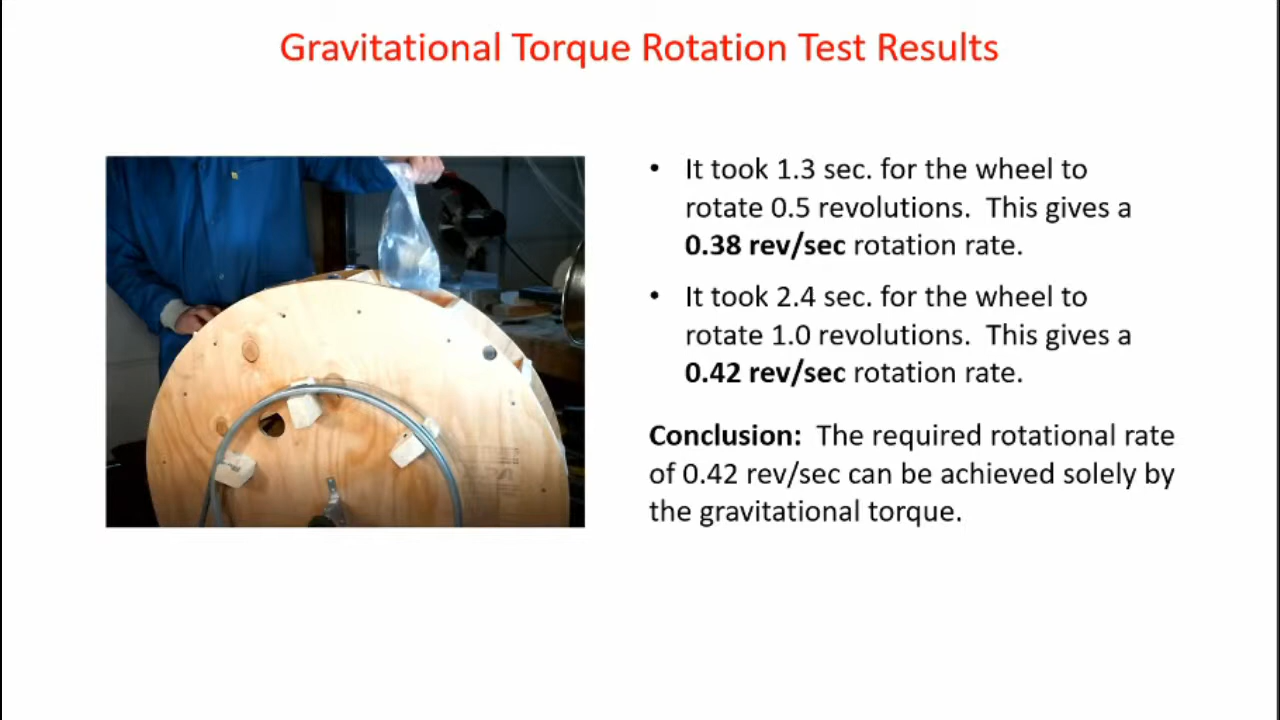 Gravitational Torque Rotation Test Results
• It took 1.3 sec. for the wheel to
rotate 0.5 revolutions.  This gives a
0.38 rev/sec rotation rate.
• It took 2.4 sec. for the wheel to
rotate 1.0 revolutions.  This gives a
0.42 rev/sec rotation rate.
Conclusion:  The required rotational rate
of 0.42 rev/sec can be achieved solely by
the gravitational torque.